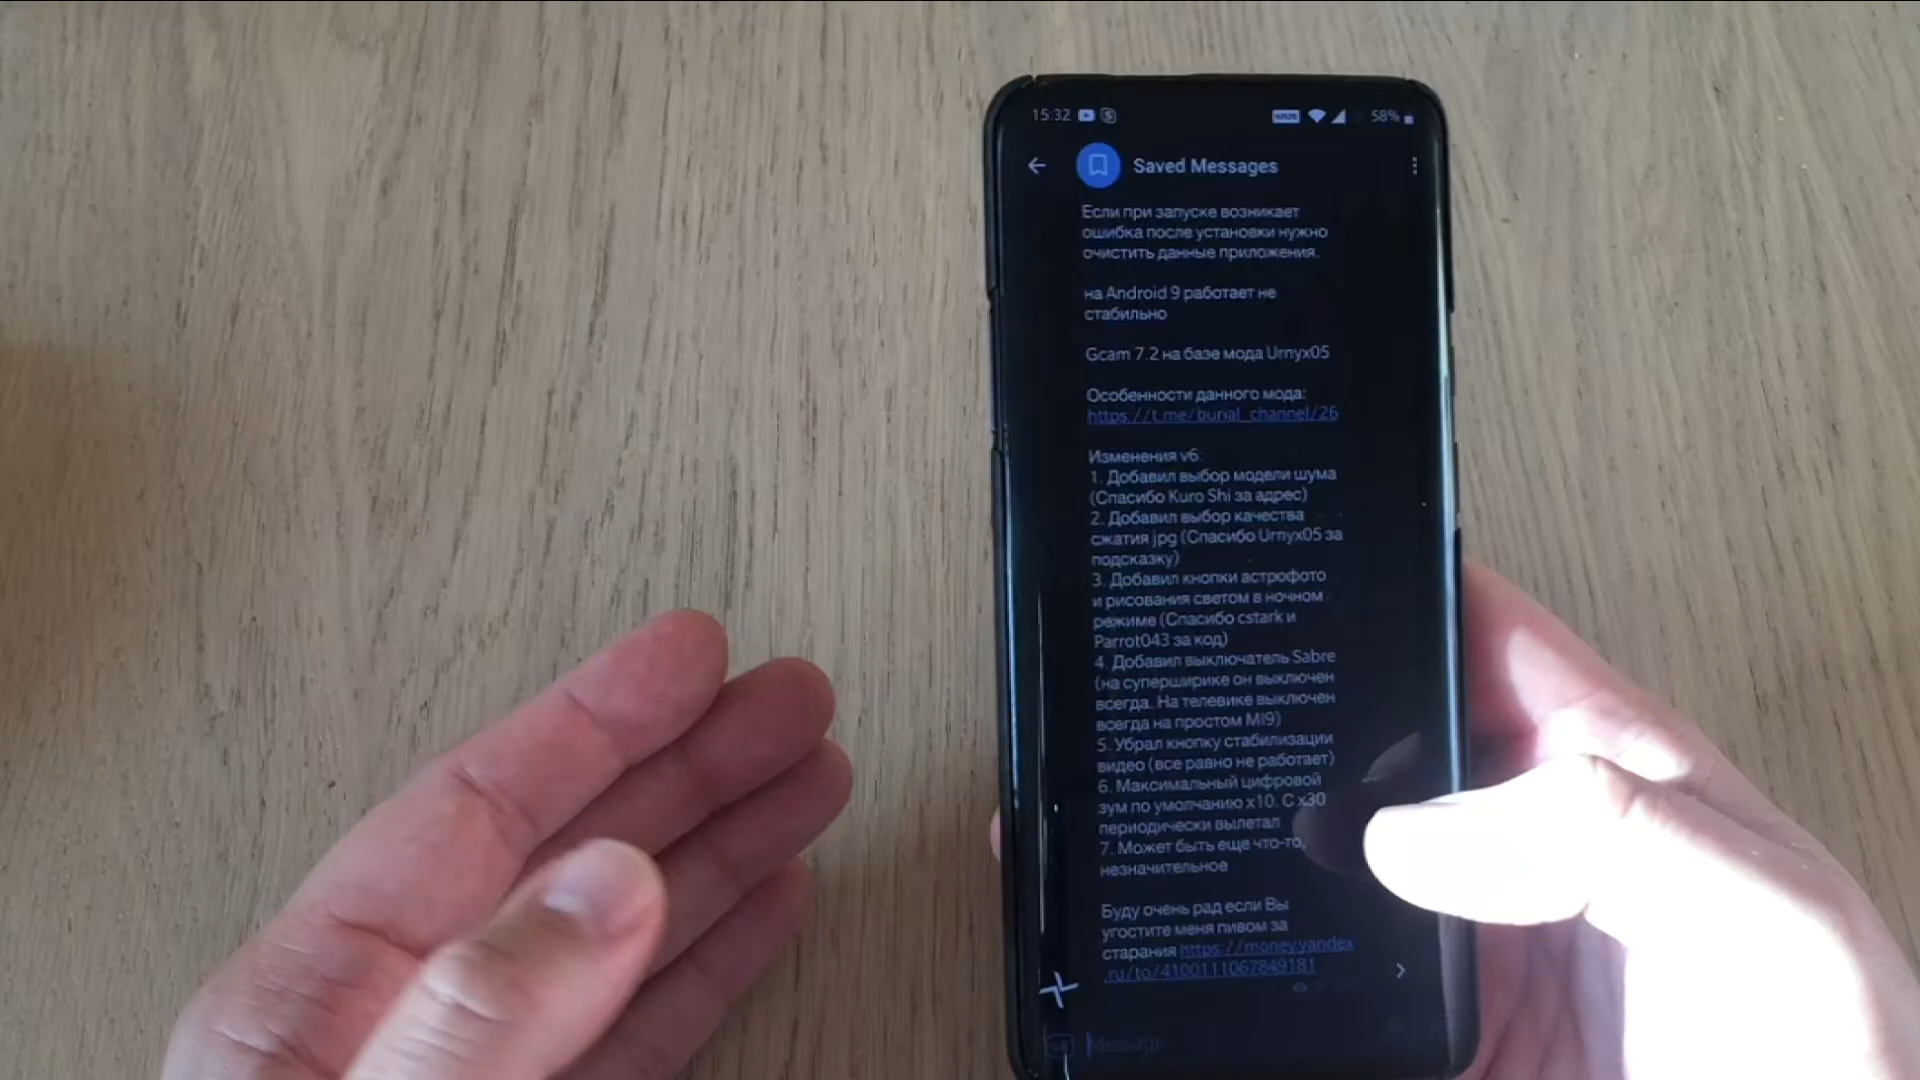 15:32
58%
Saved Messages
Если при запуске возникает
ошибка после установки нужно
очистить данные приложения.
на Android 9 работает не
стабильно
Gcam 7.2 на базе мода Urnyx05
Особенности данного мода:
https://t.me/burial_channel/26
Изменения v6:
1. Добавил выбор модели шума
(Спасибо Kuro Shi за адрес)
2. Добавил выбор качества
сжатия jpg (Спасибо Urnyx05 за
подсказку)
3. Добавил кнопки астрофото
и рисования светом в ночном
режиме (Спасибо cstark и
Parrot043 за код)
4. Добавил выключатель Sabre
(на суперширике он выключен
всегда. На телевике выключен
всегда на простом MI9)
5. Убрал кнопку стабилизации
видео (все равно не работает)
6. Максимальный цифровой
зум по умолчанию x10. С x30
периодически вылетал
7. Может быть еще что-то,
незначительное
Буду очень рад если Вы
угостите меня пивом за
старания https://money.yandex
.ru/to/4100111067849181
Message